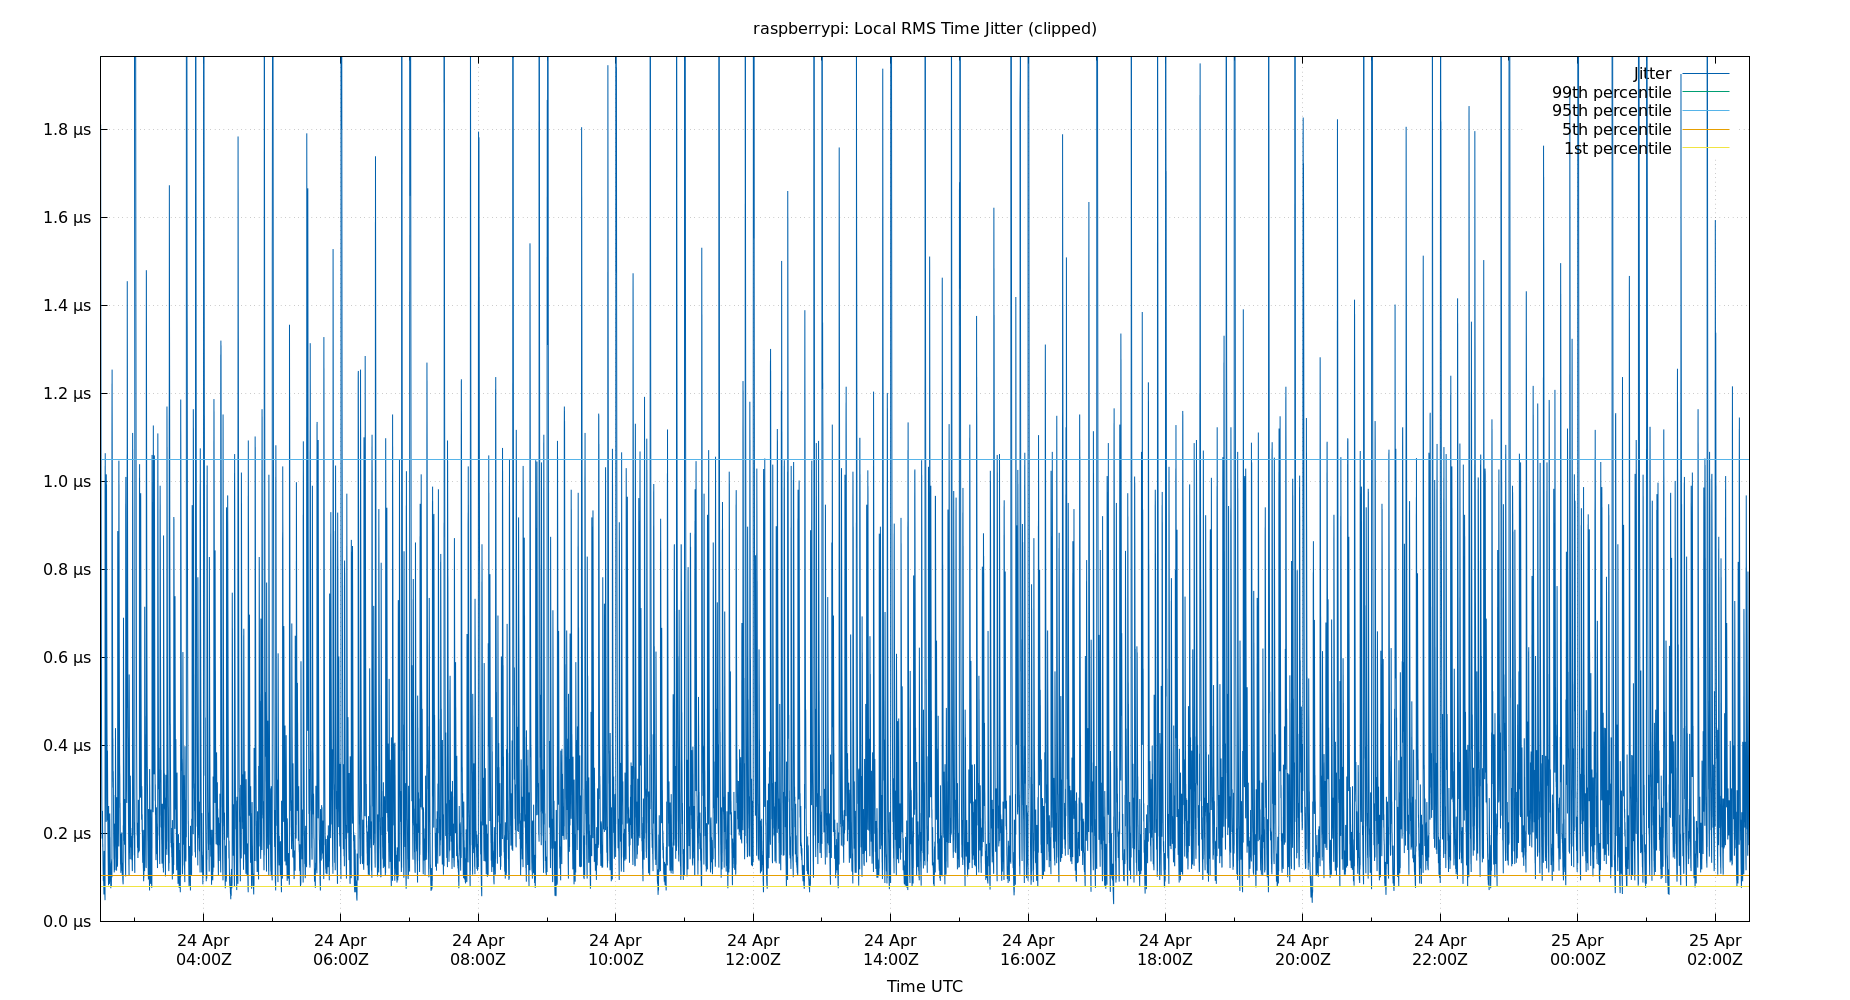 raspberrypi: Local RMS Time Jitter (clipped)
Jitter
99th percentile
95th percentile
5th percentile
1st percentile
1.8 µs
1.6 µs
1.4 µs
1.2 µs
1.0 µs
0.8 µs
0.6 µs
0.4 µs
0.2 µs
0.0 µs
24 Apr 24 Apr 24 Apr 24 Apr 24 Apr 24 Apr 24 Apr 24 Apr 24 Apr 24 Apr 25 Apr 25 Apr
04:00Z 06:00Z 08:00Z 10:00Z 12:00Z 14:00Z 16:00Z 18:00Z 20:00Z 22:00Z 00:00Z 02:00Z
Time UTC